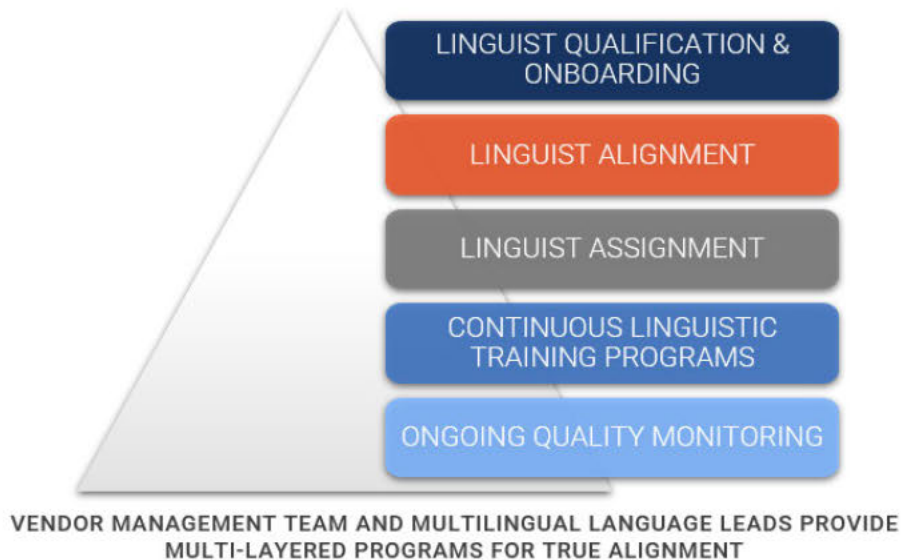 LINGUIST QUALIFICATION &
ONBOARDING
LINGUIST ALIGNMENT
LINGUIST ASSIGNMENT
CONTINUOUS LINGUISTIC
TRAINING PROGRAMS
ONGOING QUALITY MONITORING
VENDOR MANAGEMENT TEAM AND MULTILINGUAL LANGUAGE LEADS PROVIDE
MULTI-LAYERED PROGRAMS FOR TRUE ALIGNMENT